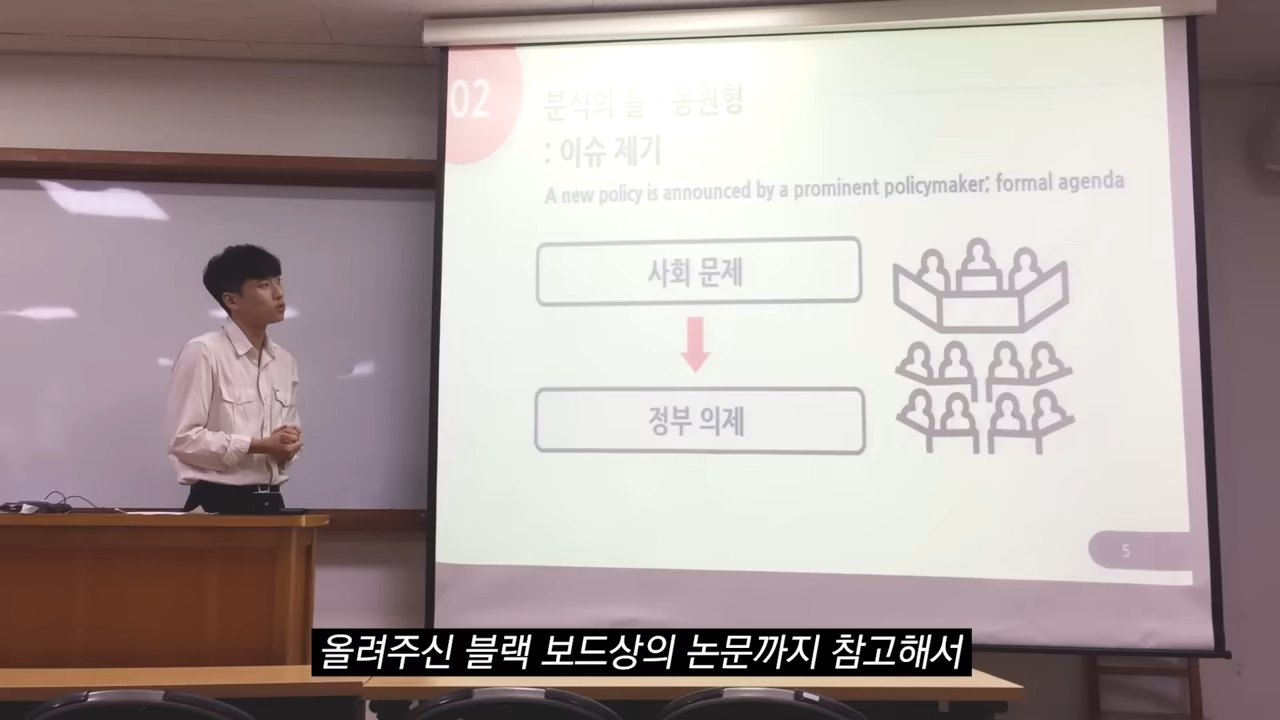 02
분석의 틀 - 동원형
: 이슈 제기
A new policy is announced by a prominent policymaker; formal agenda
사회 문제
정부 의제
5
올려주신 블랙 보드상의 논문까지 참고해서